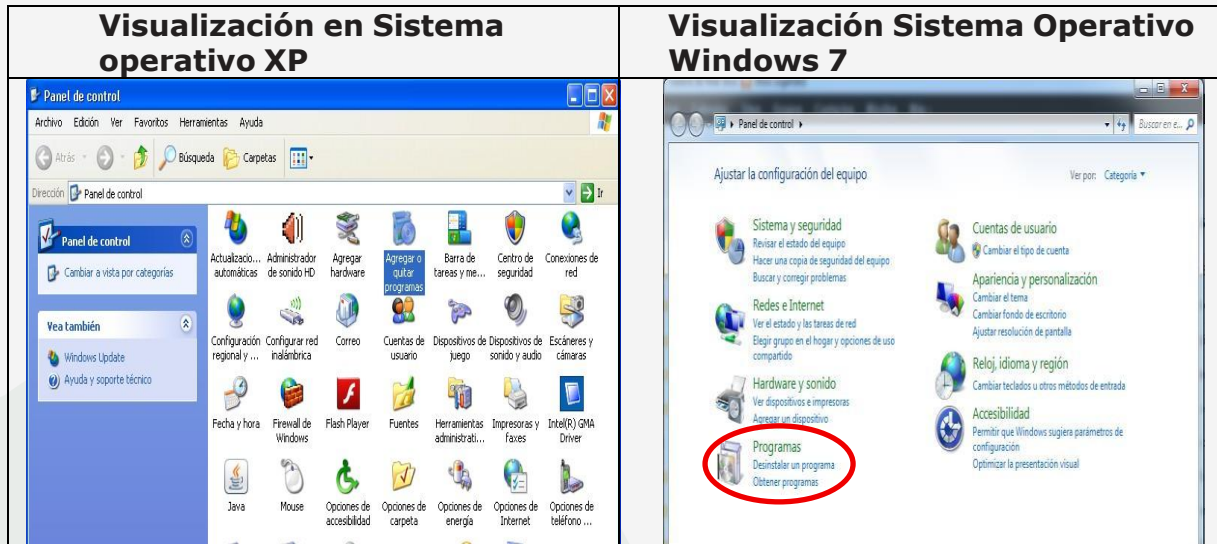 Visualización en Sistema
operativo XP
Visualización Sistema Operativo
Windows 7
Panel de control
Archivo Edición Ver Favoritos Herramientas Ayuda
Atrás Búsqueda Carpetas
Dirección Panel de control Ir
Panel de control
Cambiar a vista por categorías
Vea también
Windows Update
Ayuda y soporte técnico
Actualizacio... Administrador Agregar Agregar o Barra de Centro de Conexiones de
automáticas de sonido HD hardware quitar tareas y me... seguridad red
programas
Configuración Configurar red Correo Cuentas de Dispositivos de Dispositivos de Escáneres y
regional y ... inalámbrica usuario juego sonido y audio cámaras
Fecha y hora Firewall de Flash Player Fuentes Herramientas Impresoras y Intel(R) GMA
Windows administrati... faxes Driver
Java Mouse Opciones de Opciones de Opciones de Opciones de Opciones de
accesibilidad carpeta energía Internet teléfono ...
Panel de control
Buscar en e...
Ajustar la configuración del equipo
Ver por: Categoría
Sistema y seguridad
Revisar el estado del equipo
Hacer una copia de seguridad del equipo
Buscar y corregir problemas
Redes e Internet
Ver el estado y las tareas de red
Elegir grupo en el hogar y opciones de uso
compartido
Hardware y sonido
Ver dispositivos e impresoras
Agregar un dispositivo
Programas
Desinstalar un programa
Obtener programas
Cuentas de usuario
Cambiar el tipo de cuenta
Apariencia y personalización
Cambiar el tema
Cambiar fondo de escritorio
Ajustar resolución de pantalla
Reloj, idioma y región
Cambiar teclados u otros métodos de entrada
Accesibilidad
Permitir que Windows sugiera parámetros de
configuración
Optimizar la presentación visual